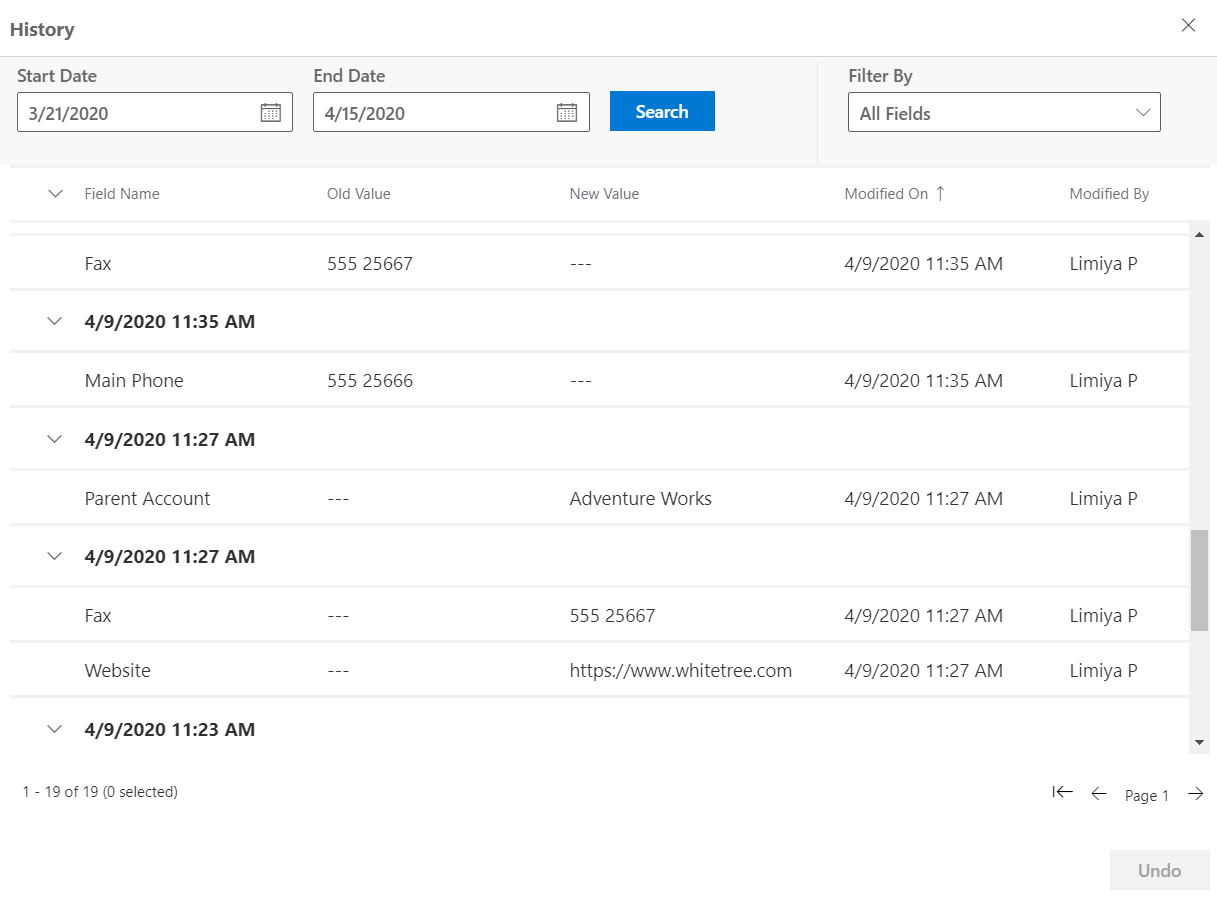 History
Start Date End Date Filter By
3/21/2020 4/15/2020 Search All Fields
Field Name Old Value New Value Modified On ↑ Modified By
Fax 555 25667 --- 4/9/2020 11:35 AM Limiya P
4/9/2020 11:35 AM
Main Phone 555 25666 --- 4/9/2020 11:35 AM Limiya P
4/9/2020 11:27 AM
Parent Account --- Adventure Works 4/9/2020 11:27 AM Limiya P
4/9/2020 11:27 AM
Fax --- 555 25667 4/9/2020 11:27 AM Limiya P
Website --- https://www.whitetree.com 4/9/2020 11:27 AM Limiya P
4/9/2020 11:23 AM
1 - 19 of 19 (0 selected) Page 1
Undo